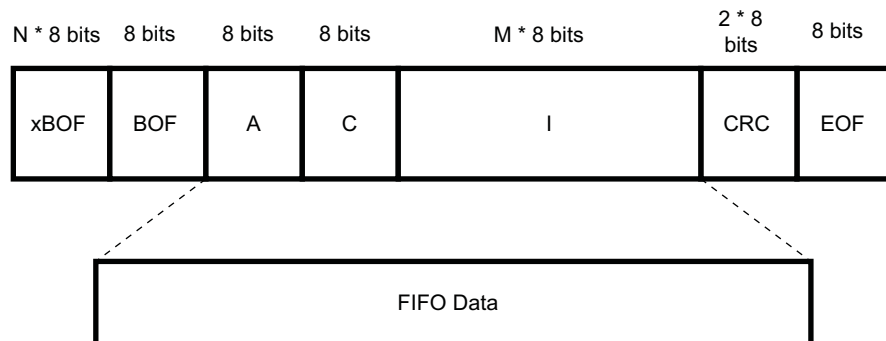 N * 8 bits 8 bits 8 bits 8 bits M * 8 bits 2 * 8 8 bits
bits
xBOF BOF A C I CRC EOF
FIFO Data